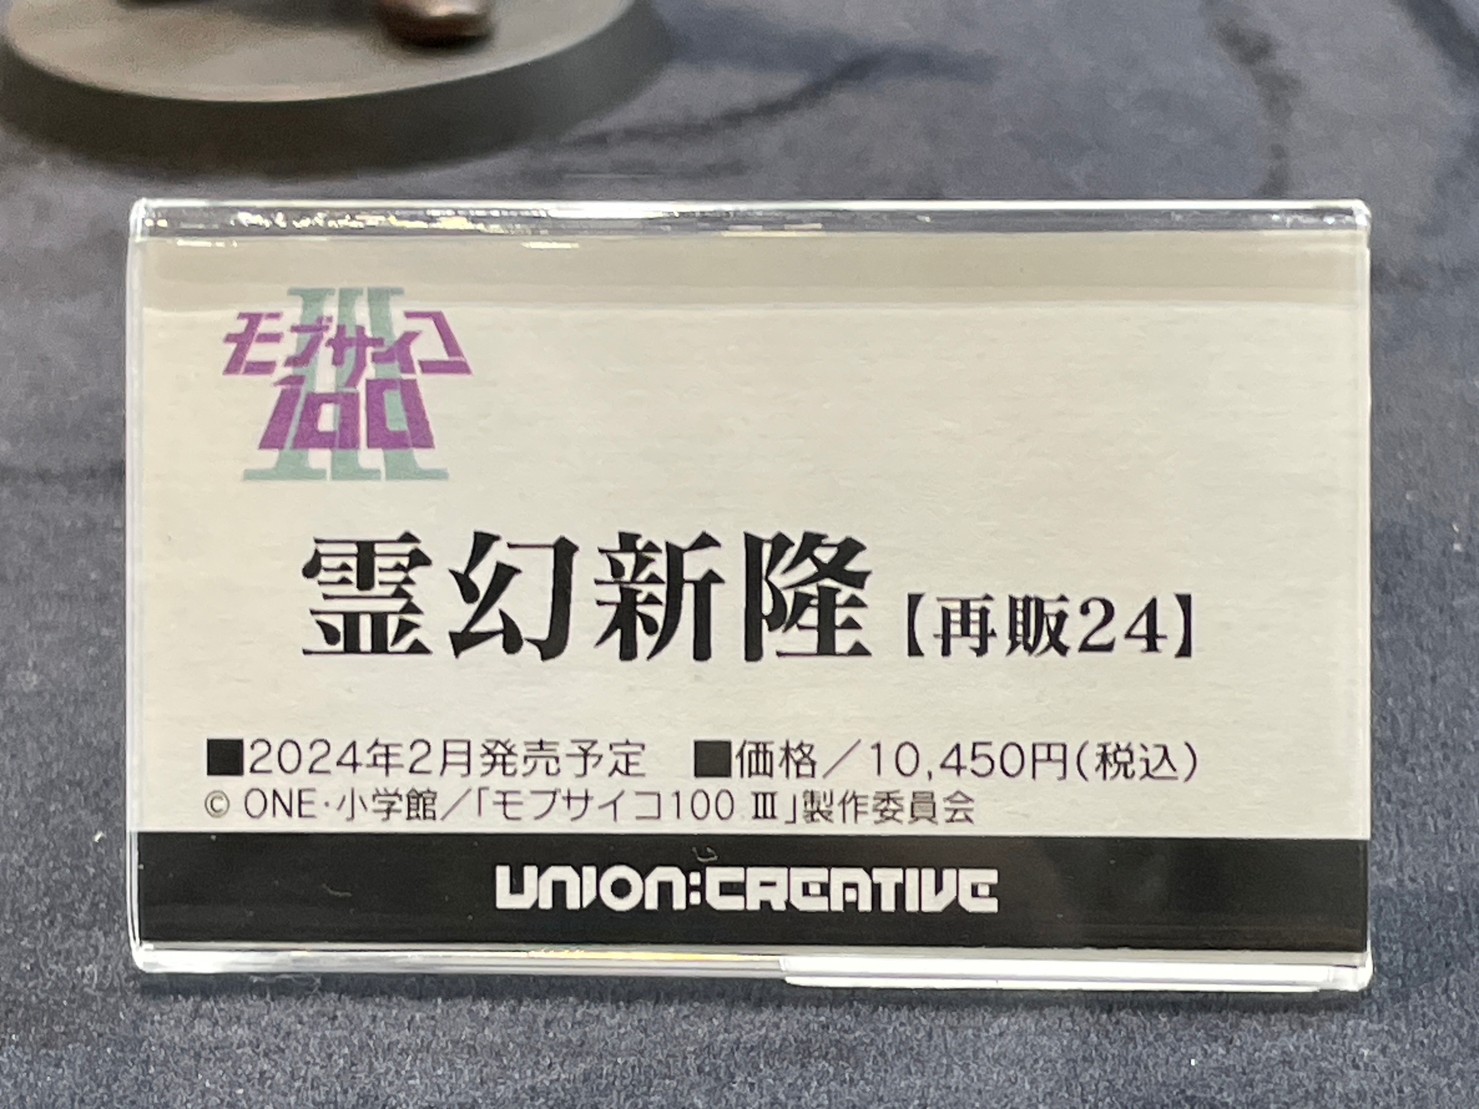 モブサイコ
100
III
霊幻新隆【再販24】
■2024年2月発売予定 ■価格／10,450円(税込)
© ONE・小学館／「モブサイコ100 Ⅲ」製作委員会
UNION:CREATIVE